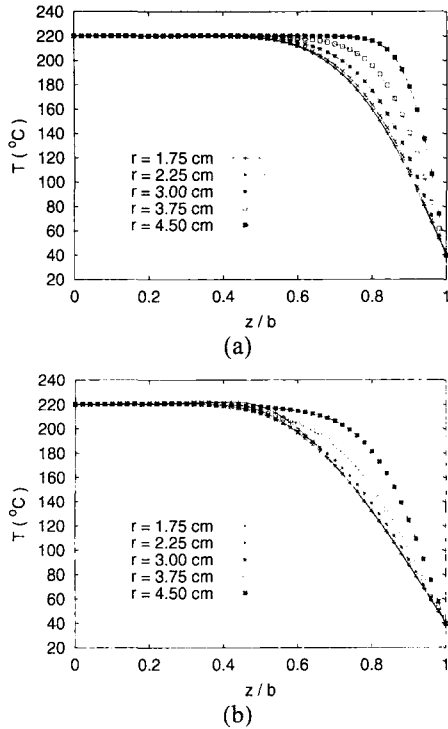 240
220
200
180
160
140
120
100
80
60
40
20
T ( °C)
r = 1.75 cm
r = 2.25 cm
r = 3.00 cm
r = 3.75 cm
r = 4.50 cm
0 0.2 0.4 0.6 0.8 1
z / b
(a)
240
220
200
180
160
140
120
100
80
60
40
20
T ( °C)
r = 1.75 cm
r = 2.25 cm
r = 3.00 cm
r = 3.75 cm
r = 4.50 cm
0 0.2 0.4 0.6 0.8 1
z / b
(b)